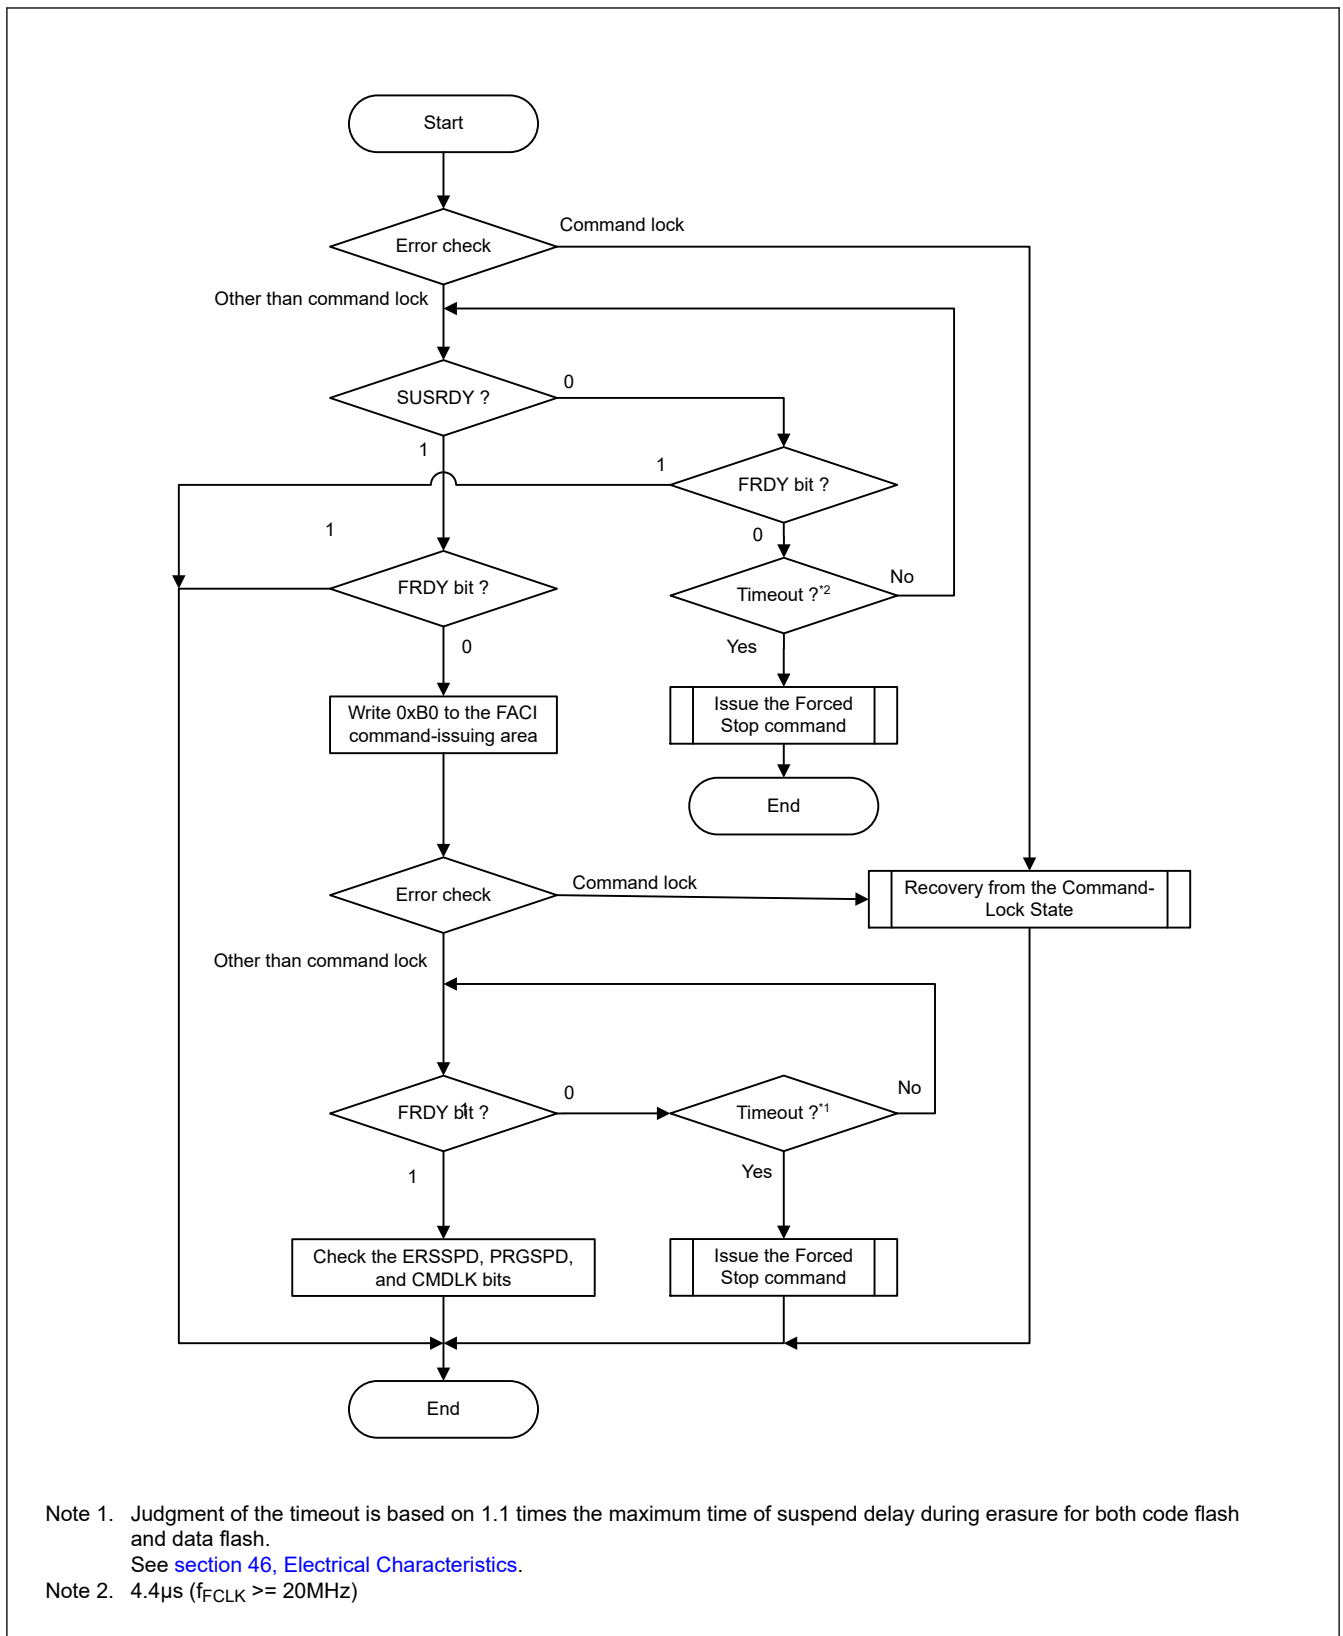 Start
Error check
Command lock
Other than command lock
SUSRDY ?
0
1
1
FRDY bit ?
1
0
FRDY bit ?
Timeout ?*2
No
0
Yes
Write 0xB0 to the FACI
command-issuing area
Issue the Forced
Stop command
End
Error check
Command lock
Recovery from the Command-
Lock State
Other than command lock
FRDY bit ?
1
0
Timeout ?*1
No
1
Yes
Check the ERSSPD, PRGSPD,
and CMDLK bits
Issue the Forced
Stop command
End
Note 1. Judgment of the timeout is based on 1.1 times the maximum time of suspend delay during erasure for both code flash
and data flash.
See section 46, Electrical Characteristics.
Note 2. 4.4µs (fFCLK >= 20MHz)